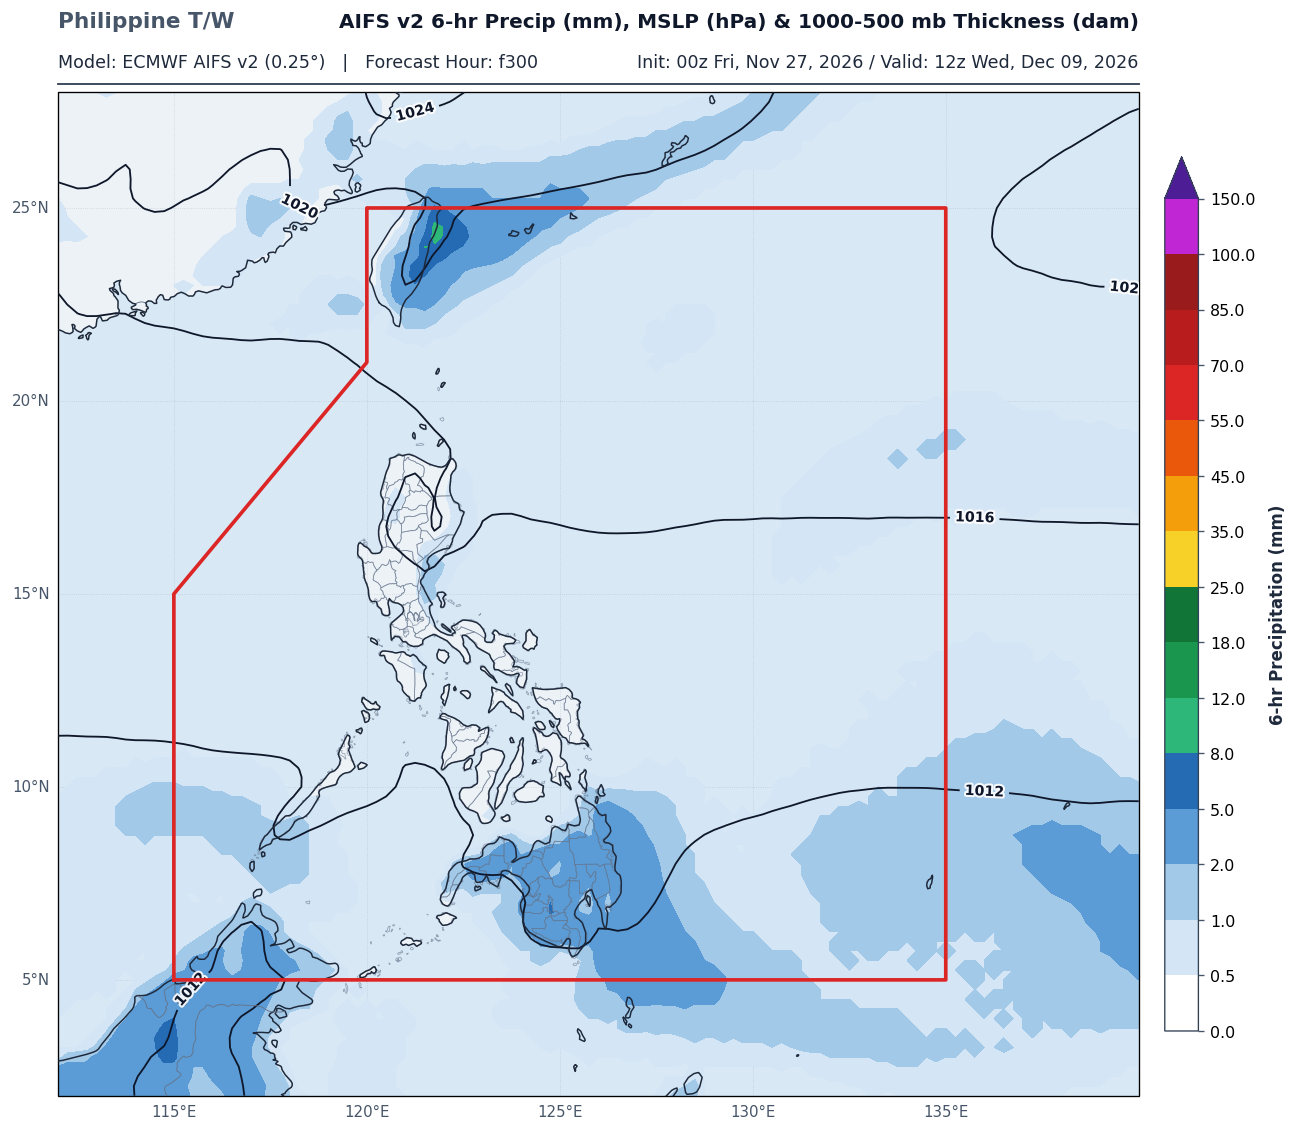 Philippine T/W
AIFS v2 6-hr Precip (mm), MSLP (hPa) & 1000-500 mb Thickness (dam)
Model: ECMWF AIFS v2 (0.25°) | Forecast Hour: f300
Init: 00z Fri, Nov 27, 2026 / Valid: 12z Wed, Dec 09, 2026
1024
1020
102
1016
1012
1012
25°N
20°N
15°N
10°N
5°N
115°E
120°E
125°E
130°E
135°E
150.0
100.0
85.0
70.0
55.0
45.0
35.0
25.0
18.0
12.0
8.0
5.0
2.0
1.0
0.5
0.0
6-hr Precipitation (mm)